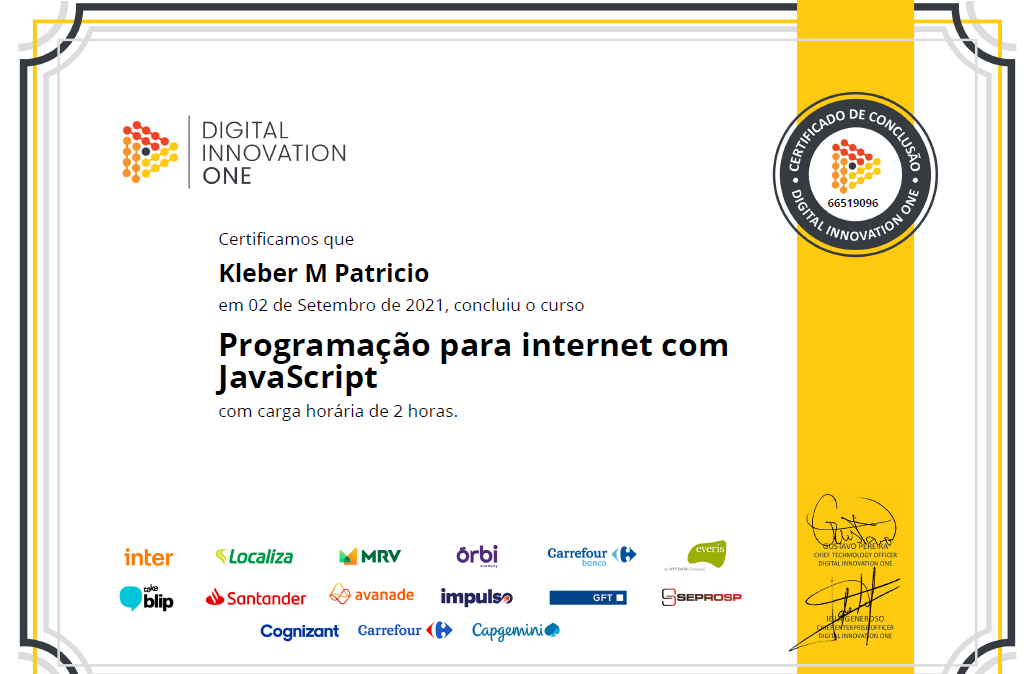 DIGITAL
INNOVATION
ONE
CERTIFICADO DE CONCLUSÃO
66519096
DIGITAL INNOVATION ONE
Certificamos que
Kleber M Patricio
em 02 de Setembro de 2021, concluiu o curso
Programação para internet com
JavaScript
com carga horária de 2 horas.
GUSTAVO PEREIRA
CHIEF TECHNOLOGY OFFICER
DIGITAL INNOVATION ONE
inter
Localiza
MRV
órbi
academy
Carrefour
banco
everis
an NTT DATA Company
take
blip
Santander
avanade
impulso
GFT
SEPROSP
GENEROSO
CHIEF ENTERPRISE OFFICER
DIGITAL INNOVATION ONE
Cognizant
Carrefour
Capgemini